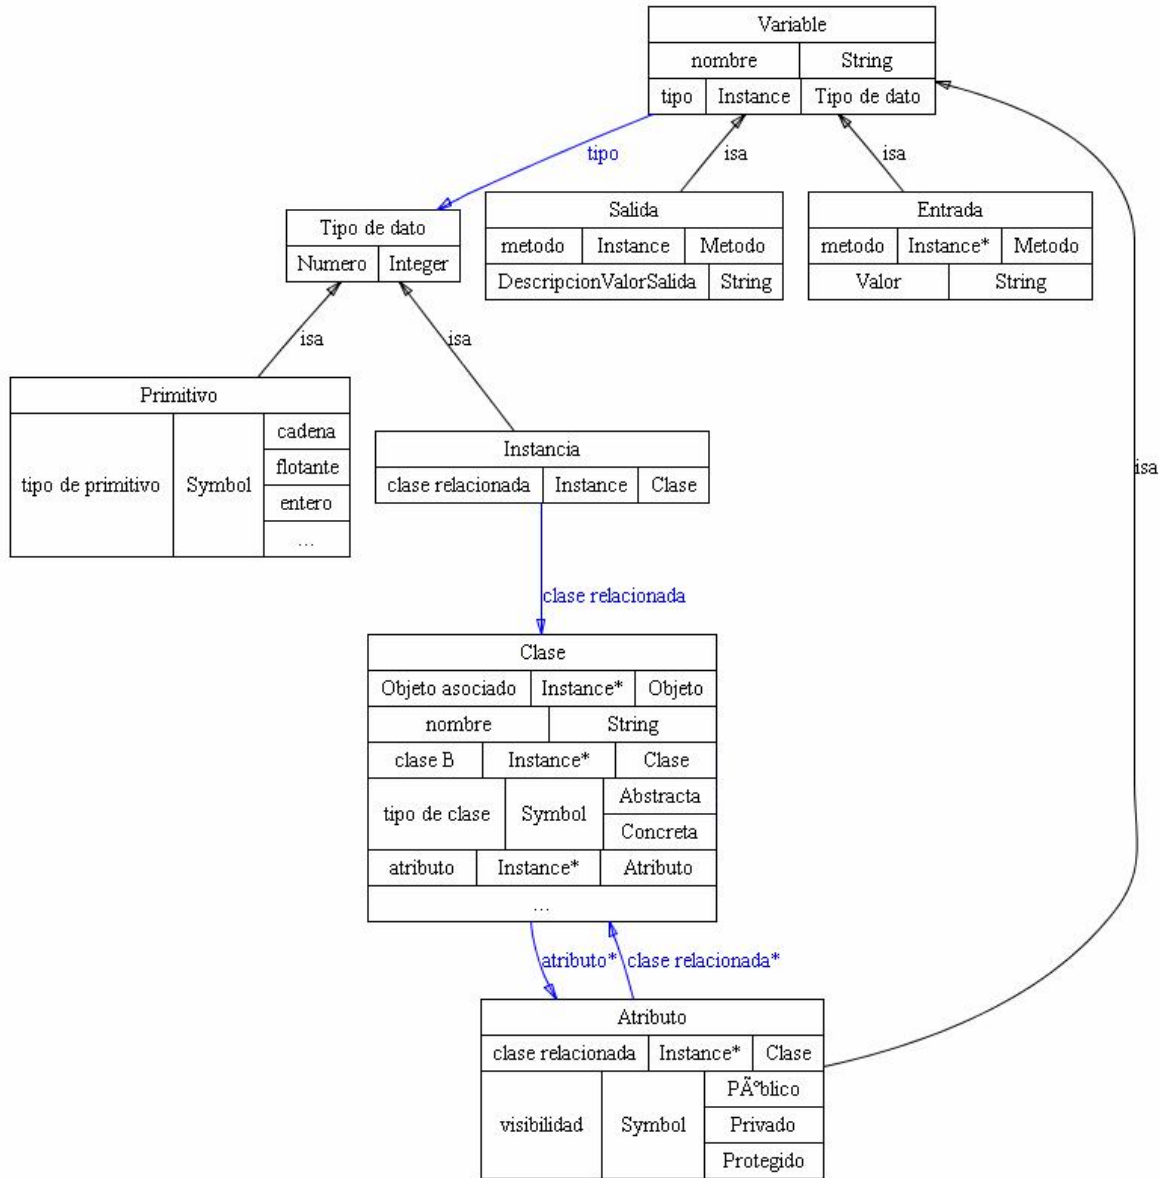 Variable
nombre String
tipo Instance Tipo de dato
tipo
isa
isa
Salida
metodo Instance Metodo
DescripcionValorSalida String
Entrada
metodo Instance* Metodo
Valor String
Tipo de dato
Numero Integer
isa
isa
isa
Primitivo
tipo de primitivo Symbol cadena
flotante
entero
...
Instancia
clase relacionada Instance Clase
clase relacionada
Clase
Objeto asociado Instance* Objeto
nombre String
clase B Instance* Clase
tipo de clase Symbol Abstracta
Concreta
atributo Instance* Atributo
...
atributo* clase relacionada*
Atributo
clase relacionada Instance* Clase
visibilidad Symbol Público
Privado
Protegido